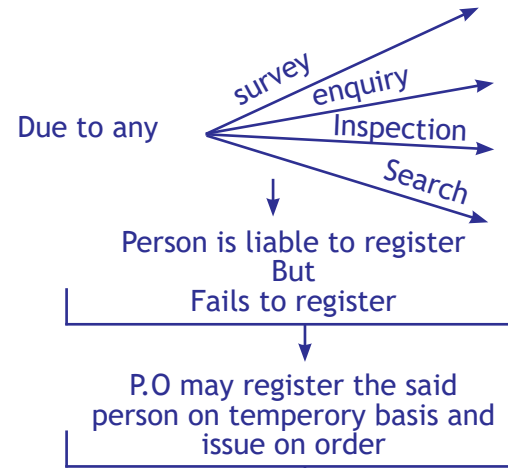 survey
enquiry
Due to any
Inspection
Search
Person is liable to register
But
Fails to register
P.O may register the said
person on temperory basis and
issue on order